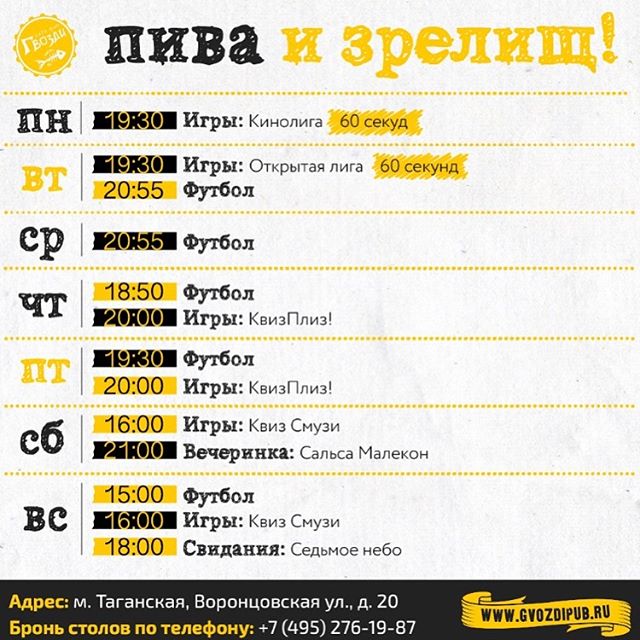 Гвозди
пива и зрелищ!
пн 19:30 Игры: Кинолига 60 секуд
вт 19:30 Игры: Открытая лига 60 секунд
20:55 Футбол
ср 20:55 Футбол
чт 18:50 Футбол
20:00 Игры: КвизПлиз!
пт 19:30 Футбол
20:00 Игры: КвизПлиз!
сб 16:00 Игры: Квиз Смузи
21:00 Вечеринка: Сальса Малекон
вс 15:00 Футбол
16:00 Игры: Квиз Смузи
18:00 Свидания: Седьмое небо
Адрес: м. Таганская, Воронцовская ул., д. 20
Бронь столов по телефону: +7 (495) 276-19-87
WWW.GVOZDIPUB.RU